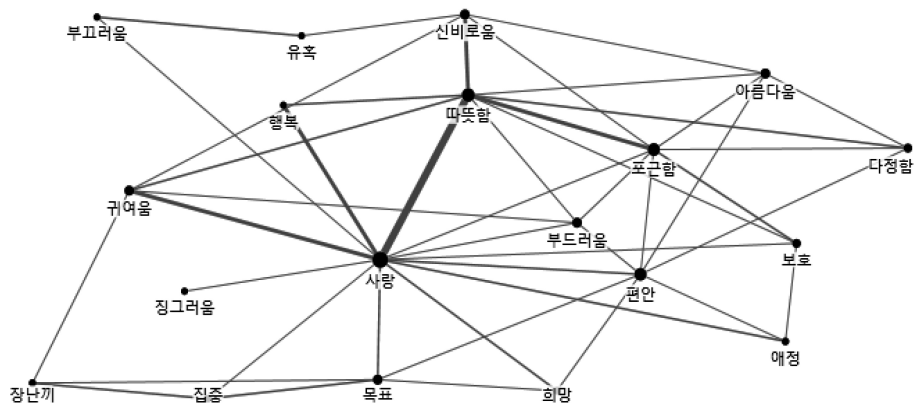 신비로움
부끄러움
유혹
아름다움
행복
따뜻함
포근함
다정함
귀여움
부드러움
보호
사랑
편안
징그러움
애정
장난끼
집중
목표
희망